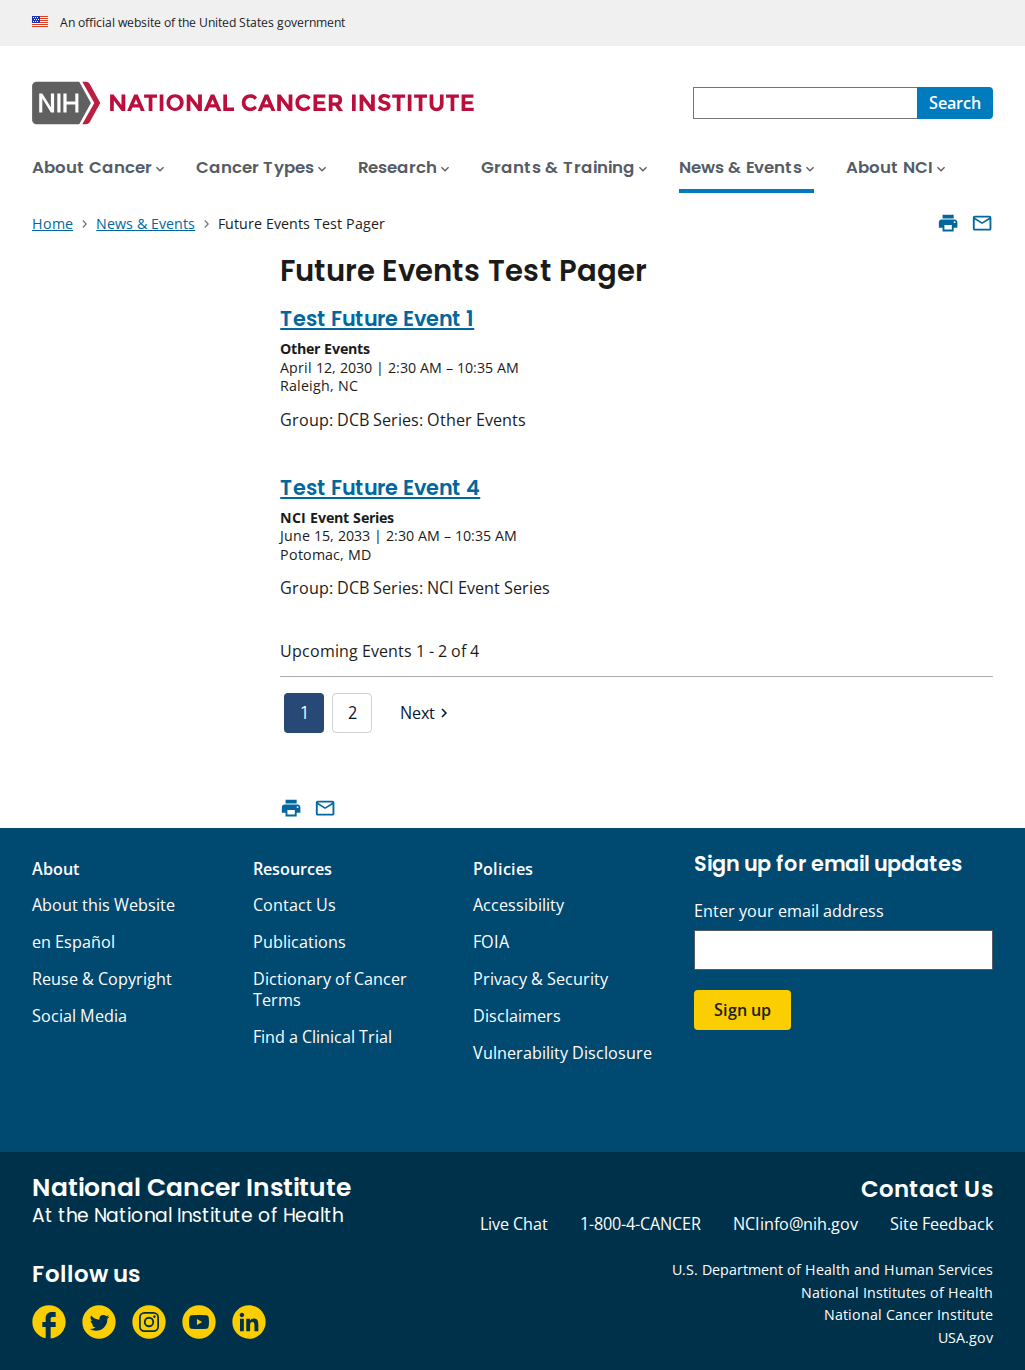 An official website of the United States government
NIH NATIONAL CANCER INSTITUTE
Search
About Cancer
Cancer Types
Research
Grants & Training
News & Events
About NCI
Home
News & Events
Future Events Test Pager
Future Events Test Pager
Test Future Event 1
Other Events
April 12, 2030 | 2:30 AM – 10:35 AM
Raleigh, NC
Group: DCB Series: Other Events
Test Future Event 4
NCI Event Series
June 15, 2033 | 2:30 AM – 10:35 AM
Potomac, MD
Group: DCB Series: NCI Event Series
Upcoming Events 1 - 2 of 4
1 2 Next
About
About this Website
en Español
Reuse & Copyright
Social Media
Resources
Contact Us
Publications
Dictionary of Cancer
Terms
Find a Clinical Trial
Policies
Accessibility
FOIA
Privacy & Security
Disclaimers
Vulnerability Disclosure
Sign up for email updates
Enter your email address
Sign up
National Cancer Institute
At the National Institute of Health
Contact Us
Live Chat
1-800-4-CANCER
NCIinfo@nih.gov
Site Feedback
Follow us
U.S. Department of Health and Human Services
National Institutes of Health
National Cancer Institute
USA.gov